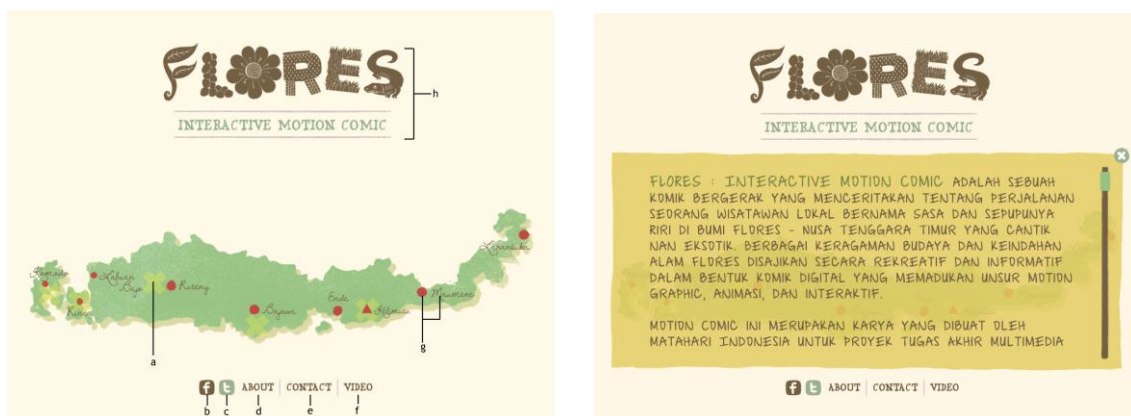 FLORES
INTERACTIVE MOTION COMIC
h
Larantuka
Komodo
Labuan
Bajo
Rinca
Ruteng
Bajawa
Ende
Kelimutu
Maumere
a
g
f t ABOUT CONTACT VIDEO
b c d e f
FLORES
INTERACTIVE MOTION COMIC
FLORES : INTERACTIVE MOTION COMIC ADALAH SEBUAH
KOMIK BERGERAK YANG MENCERITAKAN TENTANG PERJALANAN
SEORANG WISATAWAN LOKAL BERNAMA SASA DAN SEPUPUNYA
RIRI DI BUMI FLORES - NUSA TENGGARA TIMUR YANG CANTIK
NAN EKSOTIK. BERBAGAI KERAGAMAN BUDAYA DAN KEINDAHAN
ALAM FLORES DISAJIKAN SECARA REKREATIF DAN INFORMATIF
DALAM BENTUK KOMIK DIGITAL YANG MEMADUKAN UNSUR MOTION
GRAPHIC, ANIMASI, DAN INTERAKTIF.
MOTION COMIC INI MERUPAKAN KARYA YANG DIBUAT OLEH
MATAHARI INDONESIA UNTUK PROYEK TUGAS AKHIR MULTIMEDIA
f t ABOUT CONTACT VIDEO